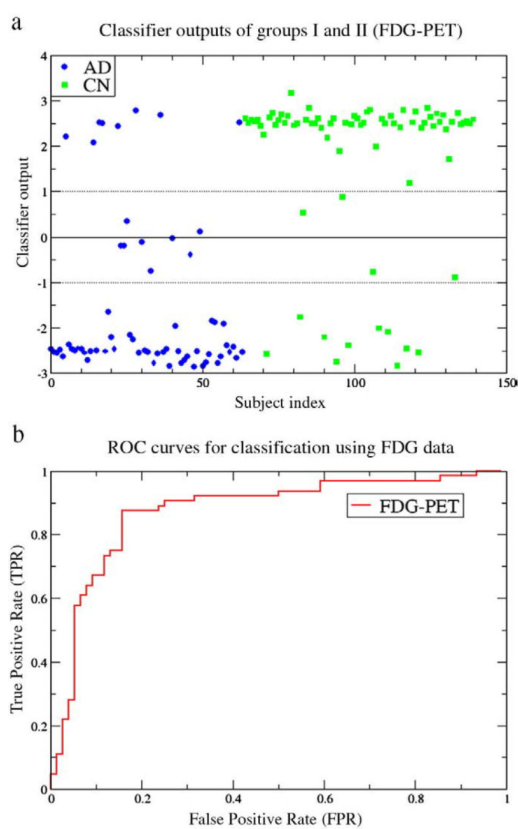 a
Classifier outputs of groups I and II (FDG-PET)
4
3
2
1
0
-1
-2
-3
Classifier output
AD
CN
0
50
100
150
Subject index
b
ROC curves for classification using FDG data
1
0.8
0.6
0.4
0.2
0
True Positive Rate (TPR)
FDG-PET
0
0.2
0.4
0.6
0.8
1
False Positive Rate (FPR)